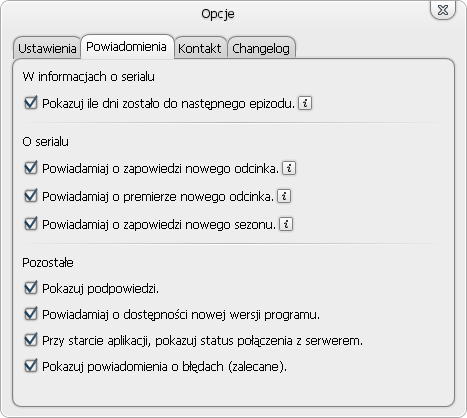 Opcje
Ustawienia Powiadomienia Kontakt Changelog
W informacjach o serialu
Pokazuj ile dni zostało do następnego epizodu. i
O serialu
Powiadamiaj o zapowiedzi nowego odcinka. i
Powiadamiaj o premierze nowego odcinka. i
Powiadamiaj o zapowiedzi nowego sezonu. i
Pozostałe
Pokazuj podpowiedzi.
Powiadamiaj o dostępności nowej wersji programu.
Przy starcie aplikacji, pokazuj status połączenia z serwerem.
Pokazuj powiadomienia o błędach (zalecane).